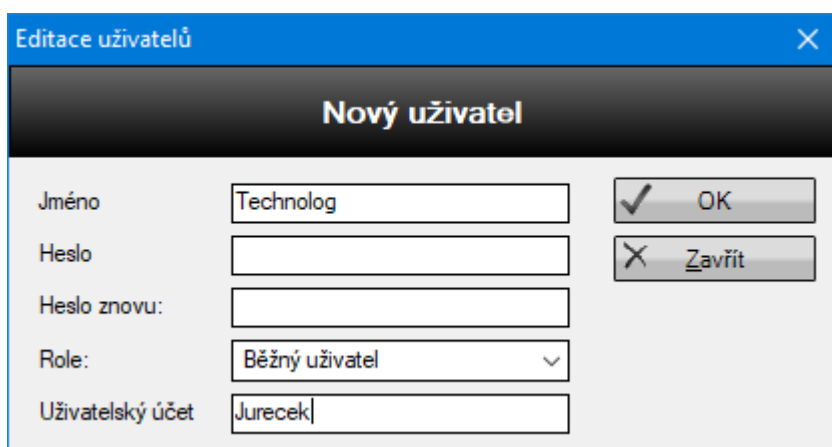 Editace uživatelů
Nový uživatel
Jméno Technolog OK
Heslo Zavřít
Heslo znovu:
Role: Běžný uživatel
Uživatelský účet Jurecek